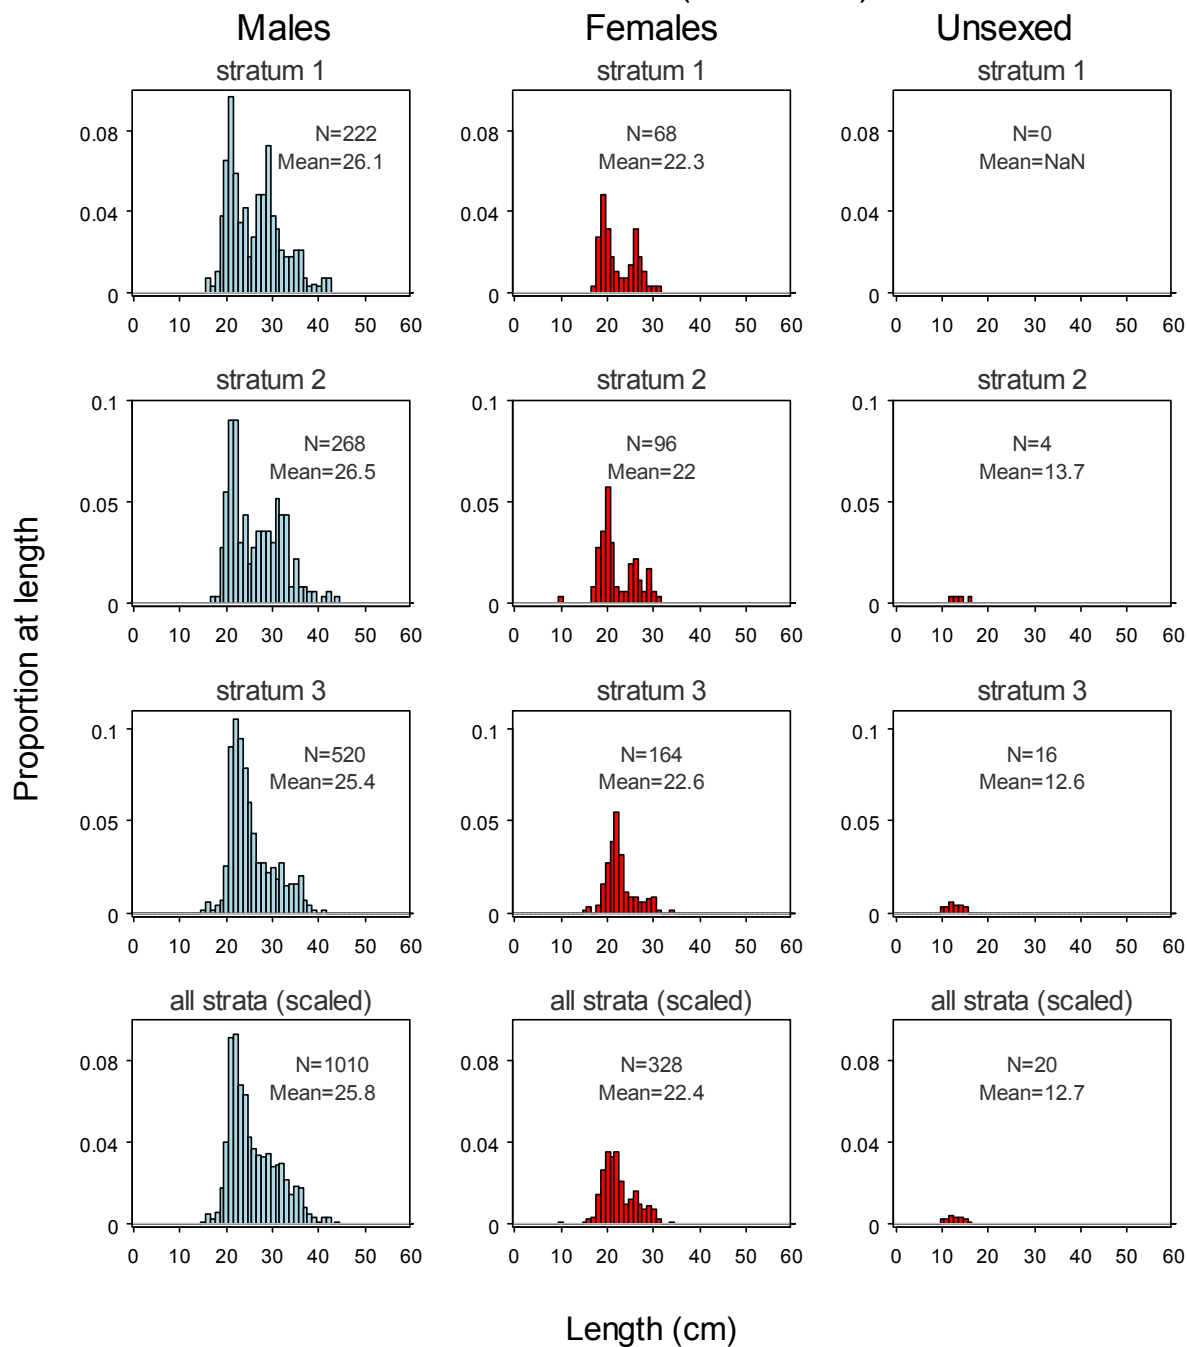 Males Females Unsexed
stratum 1 stratum 1 stratum 1
0.08 N=222 0.08 N=68 0.08 N=0
Mean=26.1 Mean=22.3 Mean=NaN
0.04 0.04 0.04
0 0 0
0 10 20 30 40 50 60 0 10 20 30 40 50 60 0 10 20 30 40 50 60
stratum 2 stratum 2 stratum 2
0.1 0.1 0.1
N=268 N=96 N=4
Mean=26.5 Mean=22 Mean=13.7
0.05 0.05 0.05
0 0 0
0 10 20 30 40 50 60 0 10 20 30 40 50 60 0 10 20 30 40 50 60
Proportion at length
stratum 3 stratum 3 stratum 3
0.1 0.1 0.1
N=520 N=164 N=16
Mean=25.4 Mean=22.6 Mean=12.6
0.05 0.05 0.05
0 0 0
0 10 20 30 40 50 60 0 10 20 30 40 50 60 0 10 20 30 40 50 60
all strata (scaled) all strata (scaled) all strata (scaled)
0.08 N=1010 0.08 N=328 0.08 N=20
Mean=25.8 Mean=22.4 Mean=12.7
0.04 0.04 0.04
0 0 0
0 10 20 30 40 50 60 0 10 20 30 40 50 60 0 10 20 30 40 50 60
Length (cm)